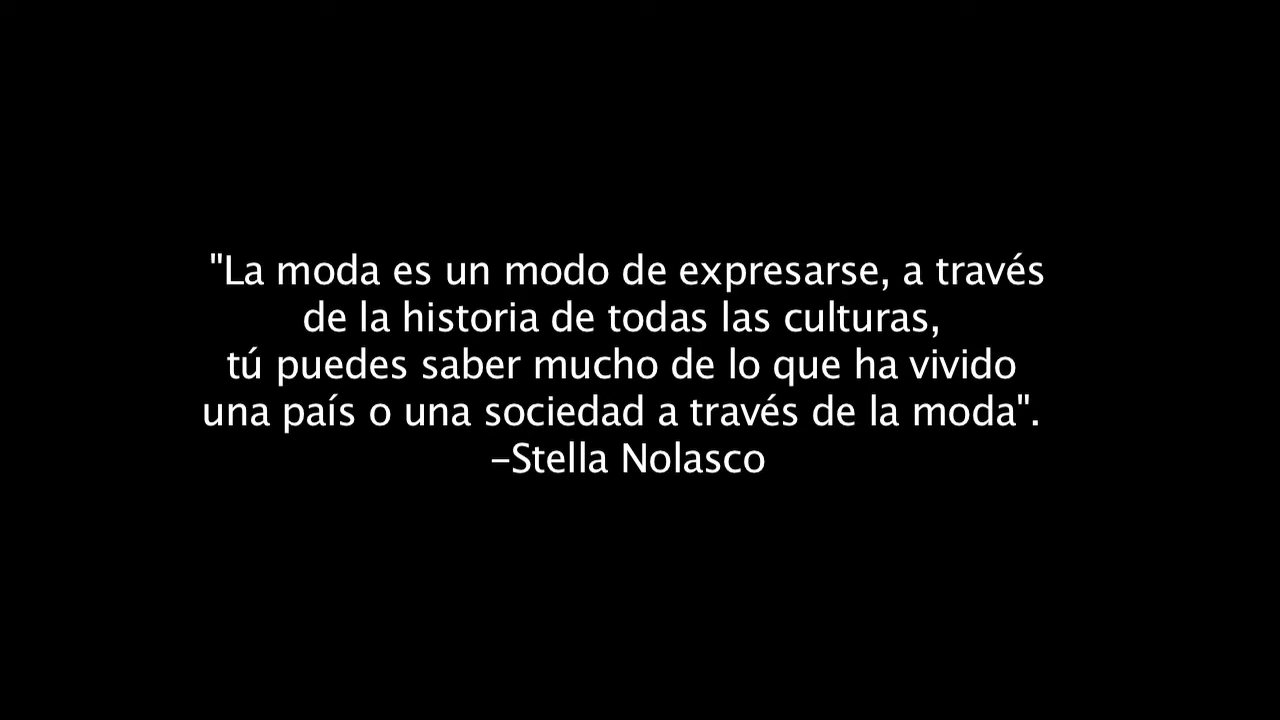 "La moda es un modo de expresarse, a través
de la historia de todas las culturas,
tú puedes saber mucho de lo que ha vivido
una país o una sociedad a través de la moda".
–Stella Nolasco